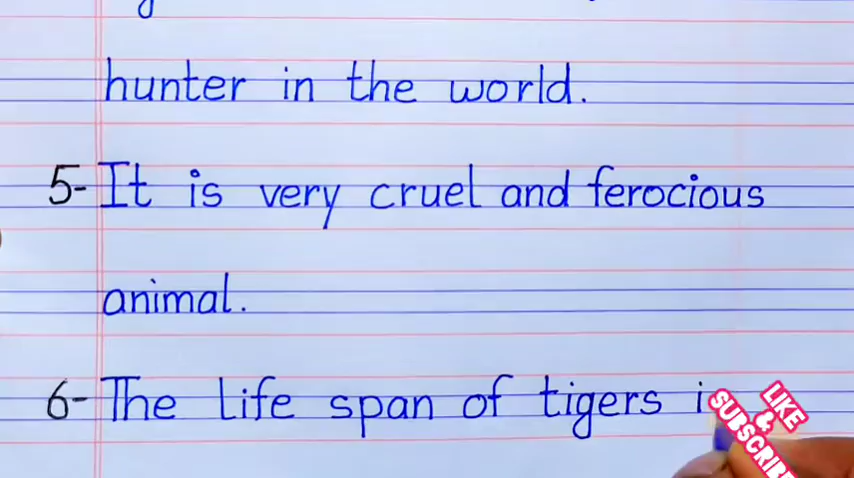 hunter in the world.
5- It is very cruel and ferocious
animal.
6- The life span of tigers i
LIKE
&
SUBSCRIBE